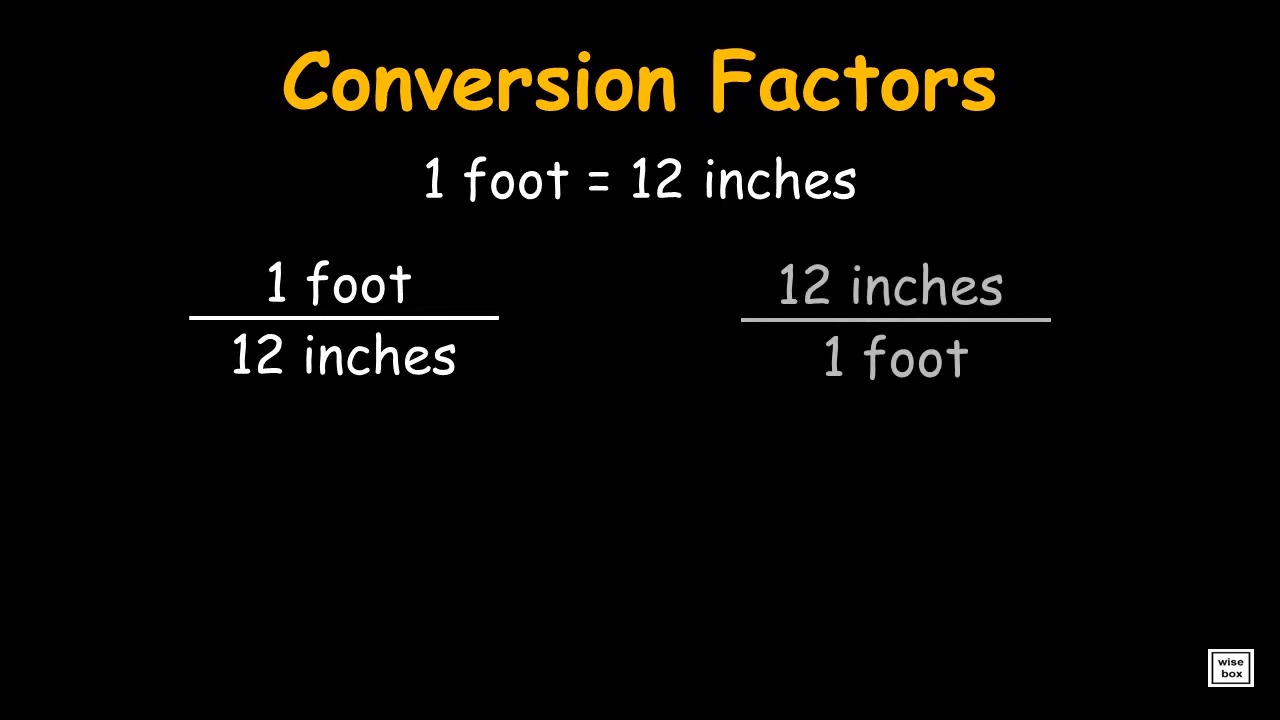 Conversion Factors
1 foot = 12 inches
1 foot
12 inches
12 inches
1 foot
wise
box